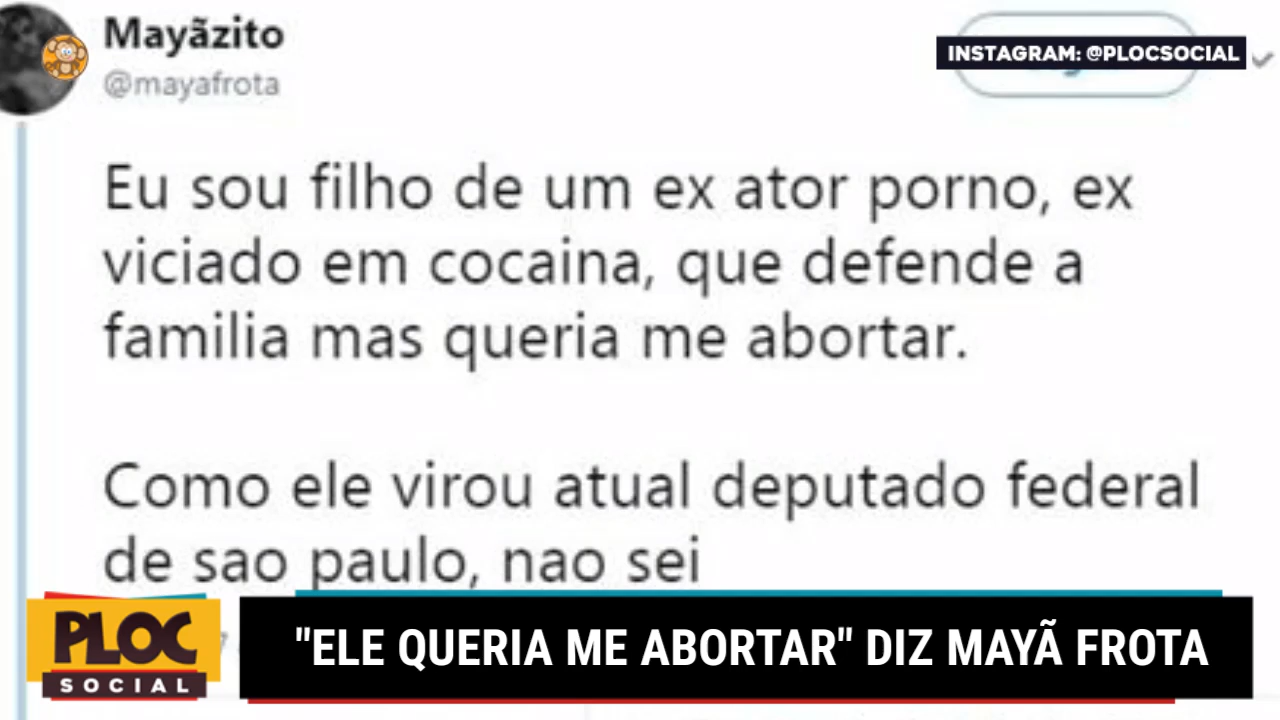 Mayãzito
@mayafrota
INSTAGRAM: @PLOCSOCIAL
Eu sou filho de um ex ator porno, ex
viciado em cocaina, que defende a
familia mas queria me abortar.
Como ele virou atual deputado federal
de sao paulo, nao sei
PLOC
SOCIAL
"ELE QUERIA ME ABORTAR" DIZ MAYÃ FROTA